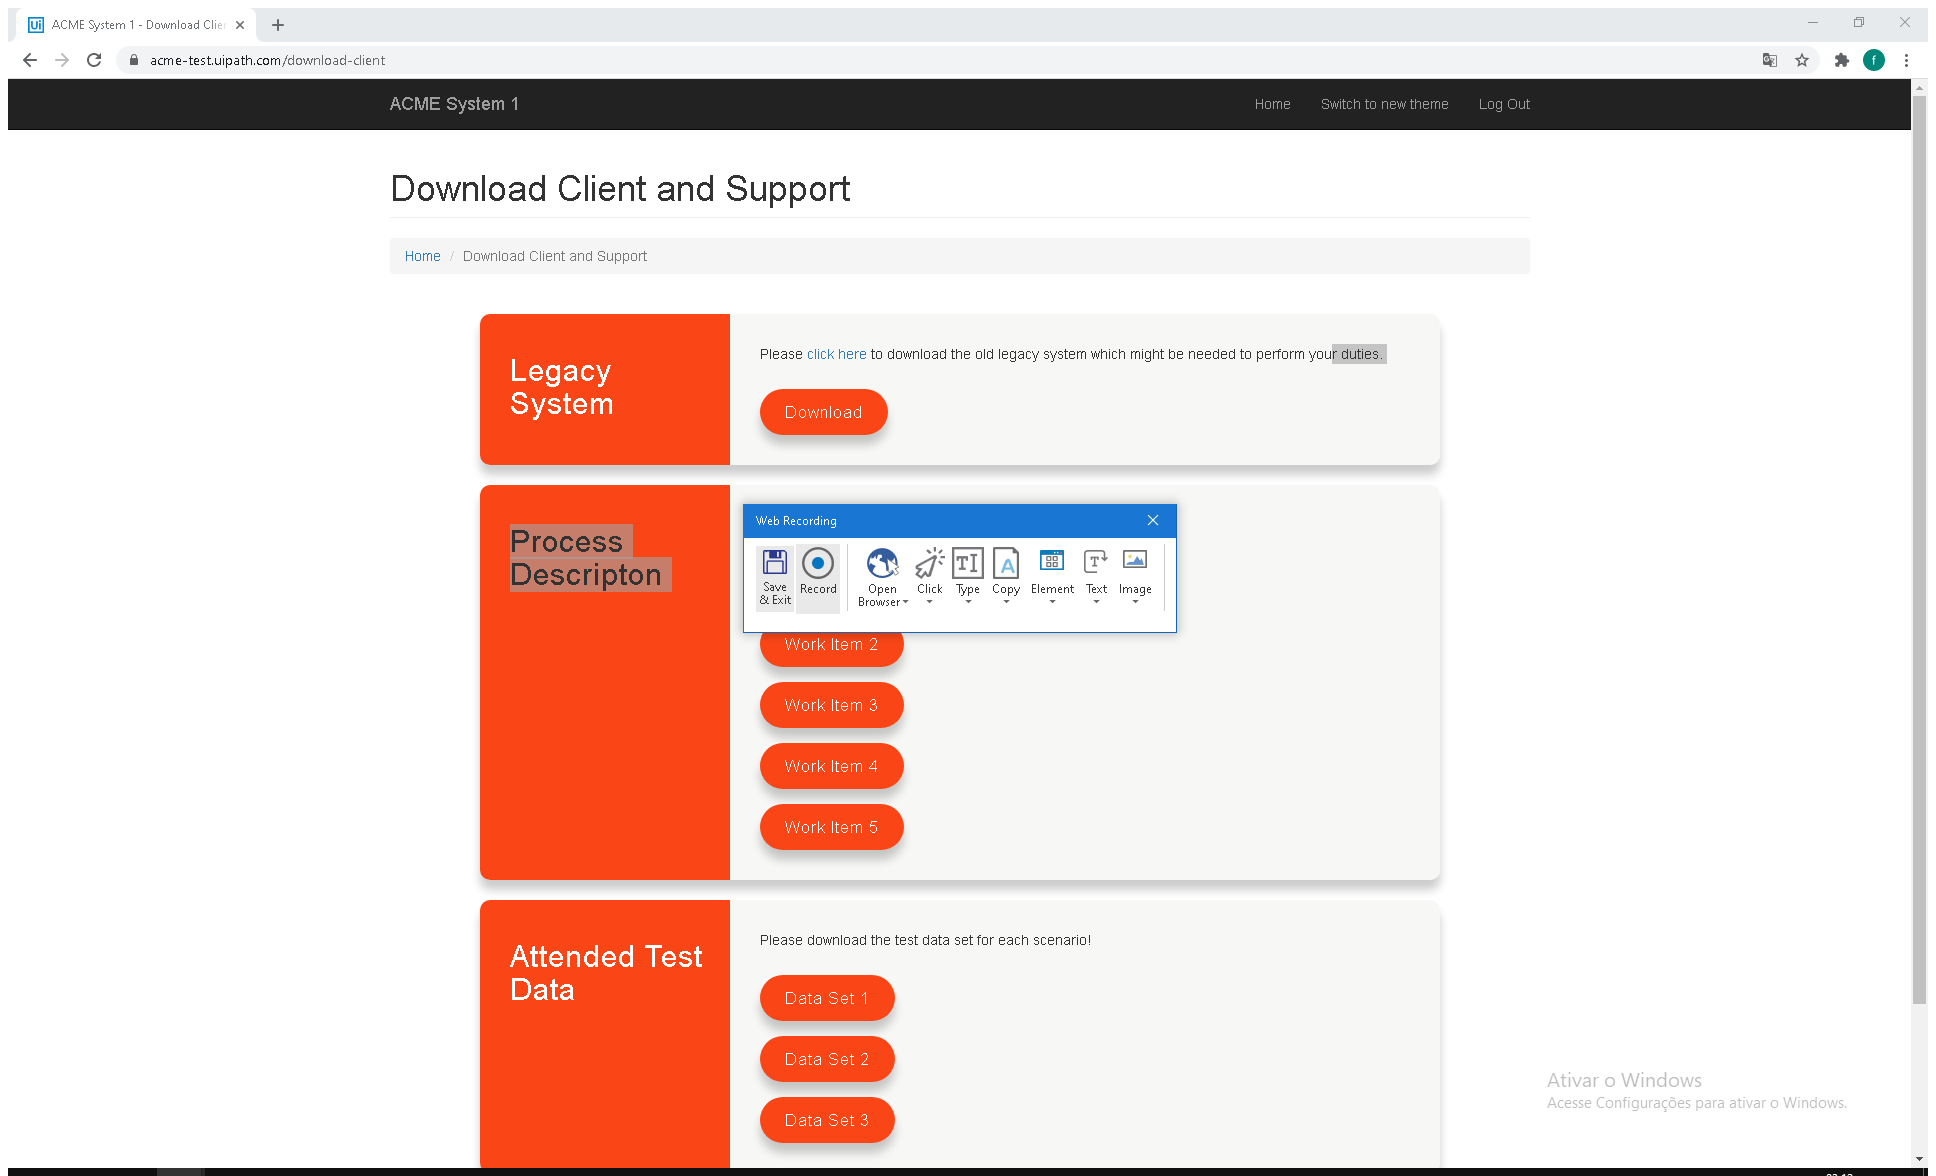 Ui ACME System 1 - Download Clie
acme-test.uipath.com/download-client
f
ACME System 1
Home
Switch to new theme
Log Out
Download Client and Support
Home / Download Client and Support
Legacy
System
Please click here to download the old legacy system which might be needed to perform your duties.
Download
Process
Descripton
Web Recording
Save
& Exit
Record
Open
Browser
Click
Type
Copy
Element
Text
Image
Work Item 2
Work Item 3
Work Item 4
Work Item 5
Attended Test
Data
Please download the test data set for each scenario!
Data Set 1
Data Set 2
Data Set 3
Ativar o Windows
Acesse Configurações para ativar o Windows.